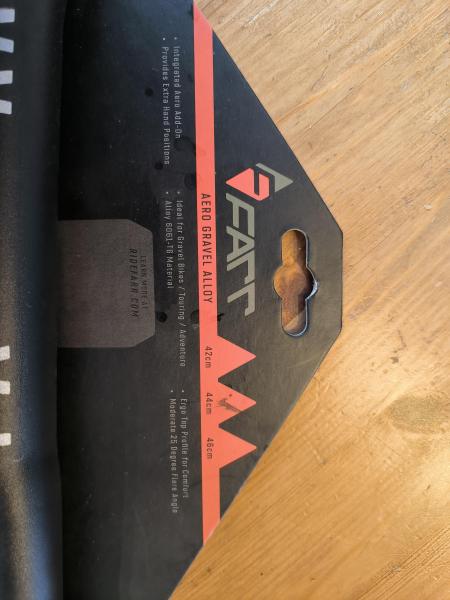 FARR
AERO GRAVEL ALLOY
42cm 44cm 46cm
• Integrated Aero Add-On
• Provides Extra Hand Positions
• Ideal for Gravel Bikes / Touring / Adventure
• Alloy 6061-T6 Material
• Ergo Top Profile for Comfort
• Moderate 25 Degree Flare Angle
LEARN MORE AT
RIDEFARR.COM